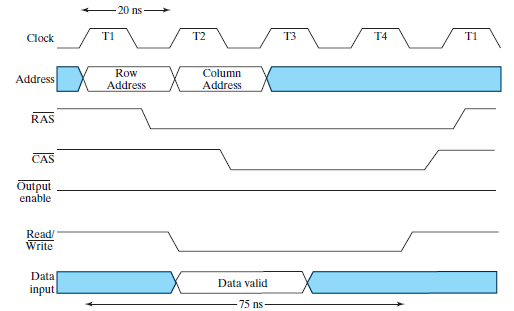 20 ns
Clock T1 T2 T3 T4 T1
Address Row Address Column Address
RAS
CAS
Output
enable
Read/
Write
Data
input Data valid
75 ns